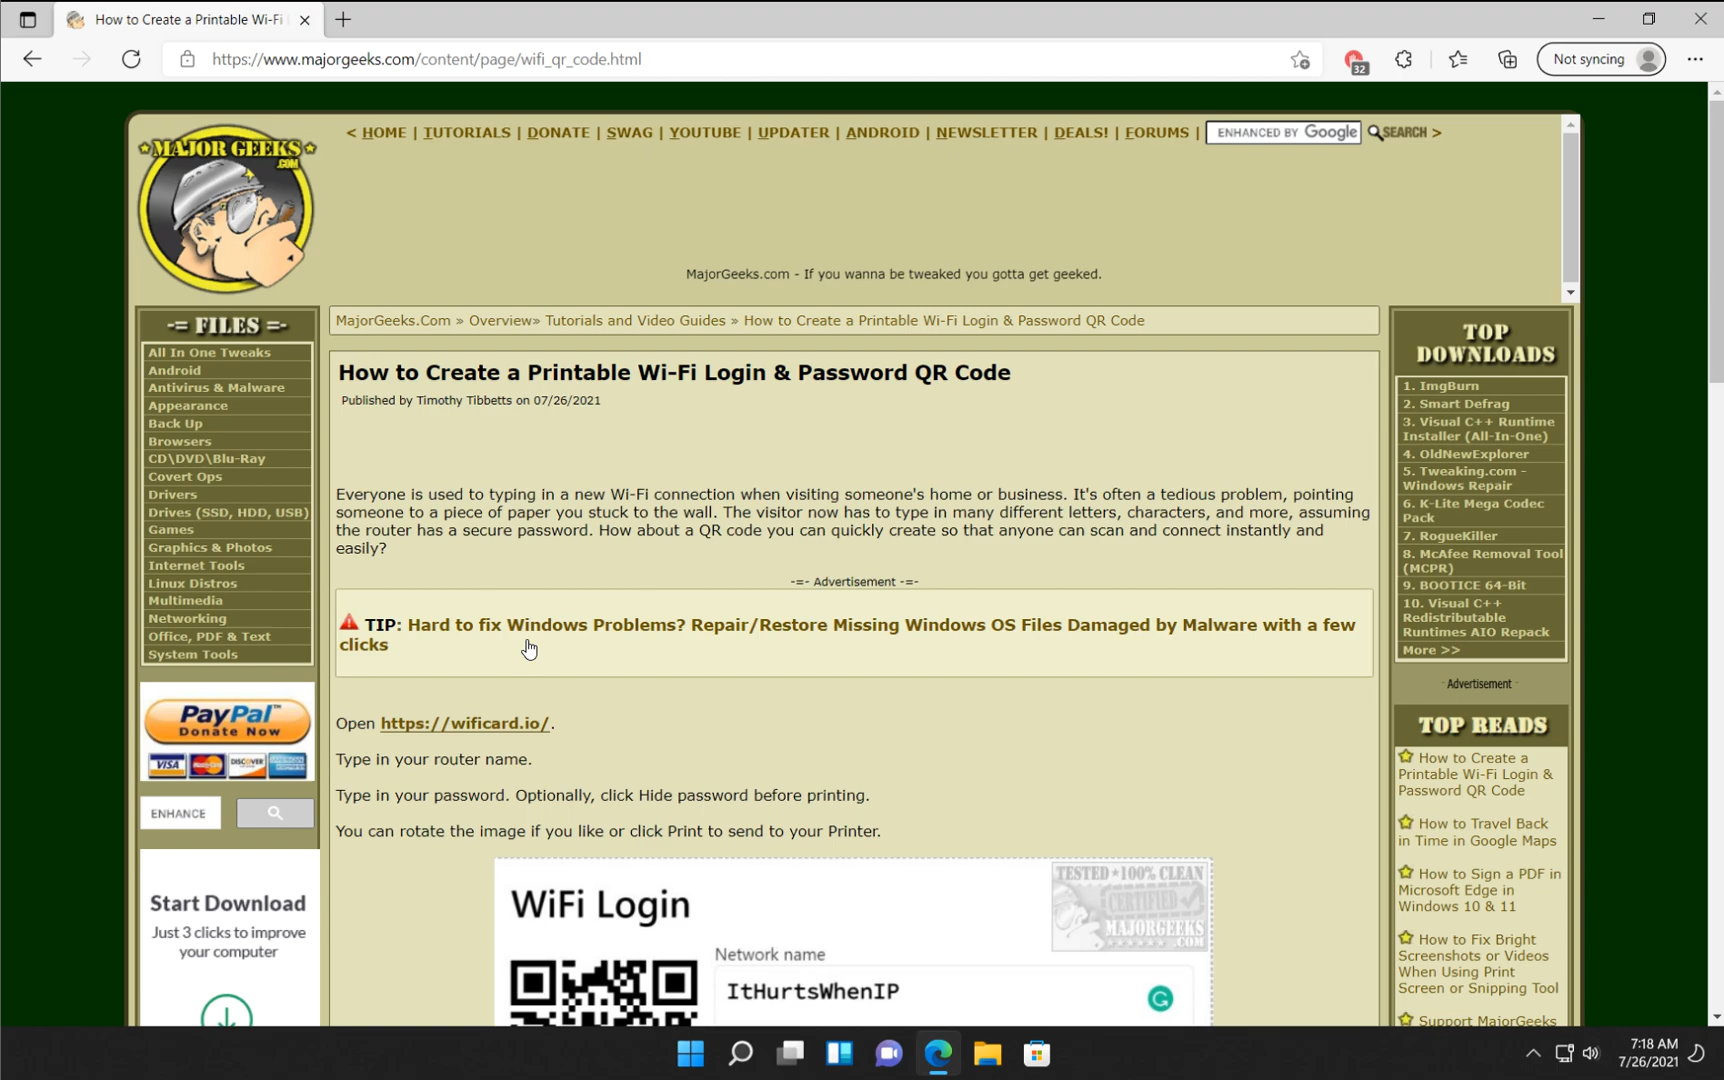 How to Create a Printable Wi-Fi
https://www.majorgeeks.com/content/page/wifi_qr_code.html
32
Not syncing
MAJOR GEEKS
.COM
< HOME | TUTORIALS | DONATE | SWAG | YOUTUBE | UPDATER | ANDROID | NEWSLETTER | DEALS! | FORUMS | ENHANCED BY Google SEARCH >
MajorGeeks.com - If you wanna be tweaked you gotta get geeked.
-= FILES =-
All In One Tweaks
Android
Antivirus & Malware
Appearance
Back Up
Browsers
CD\DVD\Blu-Ray
Covert Ops
Drivers
Drives (SSD, HDD, USB)
Games
Graphics & Photos
Internet Tools
Linux Distros
Multimedia
Networking
Office, PDF & Text
System Tools
PayPal™
Donate Now
VISA MasterCard DISCOVER
ENHANCE
Start Download
Just 3 clicks to improve
your computer
MajorGeeks.Com » Overview» Tutorials and Video Guides » How to Create a Printable Wi-Fi Login & Password QR Code
How to Create a Printable Wi-Fi Login & Password QR Code
Published by Timothy Tibbetts on 07/26/2021
Everyone is used to typing in a new Wi-Fi connection when visiting someone's home or business. It's often a tedious problem, pointing
someone to a piece of paper you stuck to the wall. The visitor now has to type in many different letters, characters, and more, assuming
the router has a secure password. How about a QR code you can quickly create so that anyone can scan and connect instantly and
easily?
-=- Advertisement -=-
TIP: Hard to fix Windows Problems? Repair/Restore Missing Windows OS Files Damaged by Malware with a few
clicks
Open https://wificard.io/.
Type in your router name.
Type in your password. Optionally, click Hide password before printing.
You can rotate the image if you like or click Print to send to your Printer.
WiFi Login
TESTED ★100% CLEAN
CERTIFIED
MAJORGEEKS
.COM
Network name
ItHurtsWhenIP
TOP
DOWNLOADS
1. ImgBurn
2. Smart Defrag
3. Visual C++ Runtime
Installer (All-In-One)
4. OldNewExplorer
5. Tweaking.com -
Windows Repair
6. K-Lite Mega Codec
Pack
7. RogueKiller
8. McAfee Removal Tool
(MCPR)
9. BOOTICE 64-Bit
10. Visual C++
Redistributable
Runtimes AIO Repack
More >>
- Advertisement -
TOP READS
How to Create a
Printable Wi-Fi Login &
Password QR Code
How to Travel Back
in Time in Google Maps
How to Sign a PDF in
Microsoft Edge in
Windows 10 & 11
How to Fix Bright
Screenshots or Videos
When Using Print
Screen or Snipping Tool
Support MajorGeeks
7:18 AM
7/26/2021